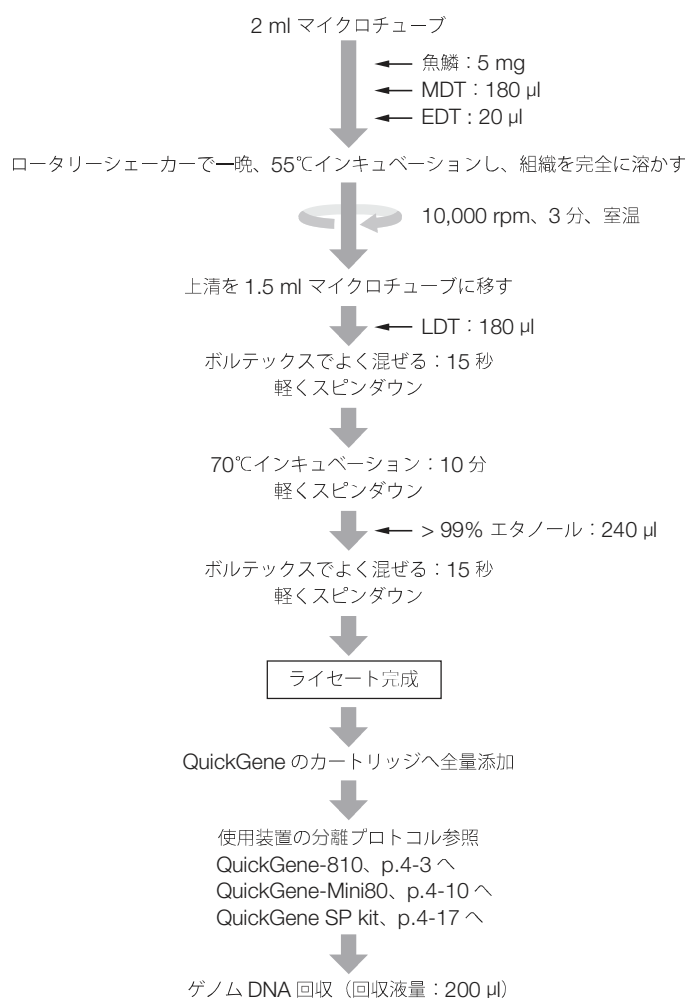 2 ml マイクロチューブ
魚鱗：5 mg
MDT：180 µl
EDT : 20 µl
ロータリーシェーカーで一晩、55℃インキュベーションし、組織を完全に溶かす
10,000 rpm、3 分、室温
上清を 1.5 ml マイクロチューブに移す
LDT：180 µl
ボルテックスでよく混ぜる：15 秒
軽くスピンダウン
70℃インキュベーション：10 分
軽くスピンダウン
> 99% エタノール：240 µl
ボルテックスでよく混ぜる：15 秒
軽くスピンダウン
ライセート完成
QuickGene のカートリッジへ全量添加
使用装置の分離プロトコル参照
QuickGene-810、p.4-3 へ
QuickGene-Mini80、p.4-10 へ
QuickGene SP kit、p.4-17 へ
ゲノム DNA 回収（回収液量：200 µl）